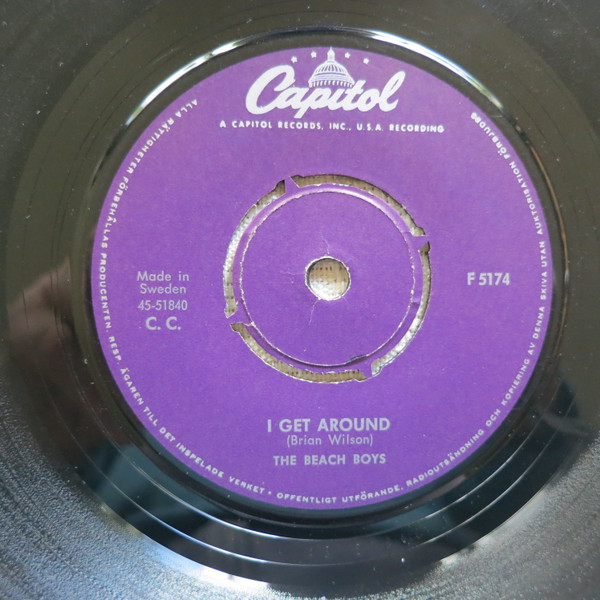 Capitol
A CAPITOL RECORDS, INC., U.S.A. RECORDING
Made in
Sweden
45-51840
C. C.
F 5174
I GET AROUND
(Brian Wilson)
THE BEACH BOYS
ALLA RÄTTIGHETER FÖRBEHÅLLAS PRODUCENTEN, RESP. ÄGAREN TILL DET INSPELADE VERKET • OFFENTLIGT UTFÖRANDE, RADIOUTSÄNDNING OCH KOPIERING AV DENNA SKIVA UTAN AUKTORISATION FÖRBJUDES